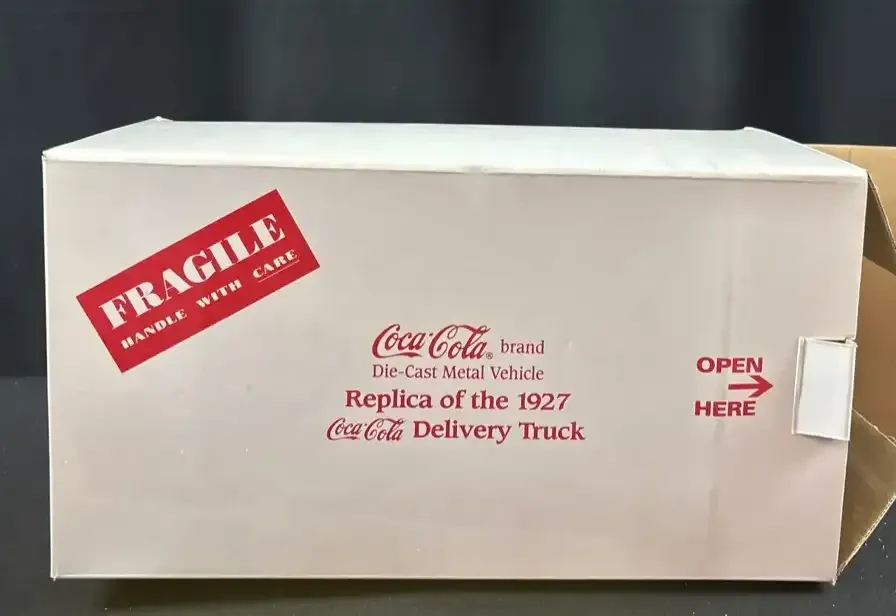 FRAGILE
HANDLE WITH CARE
Coca-Cola® brand
Die-Cast Metal Vehicle
Replica of the 1927
Coca-Cola Delivery Truck
OPEN
HERE